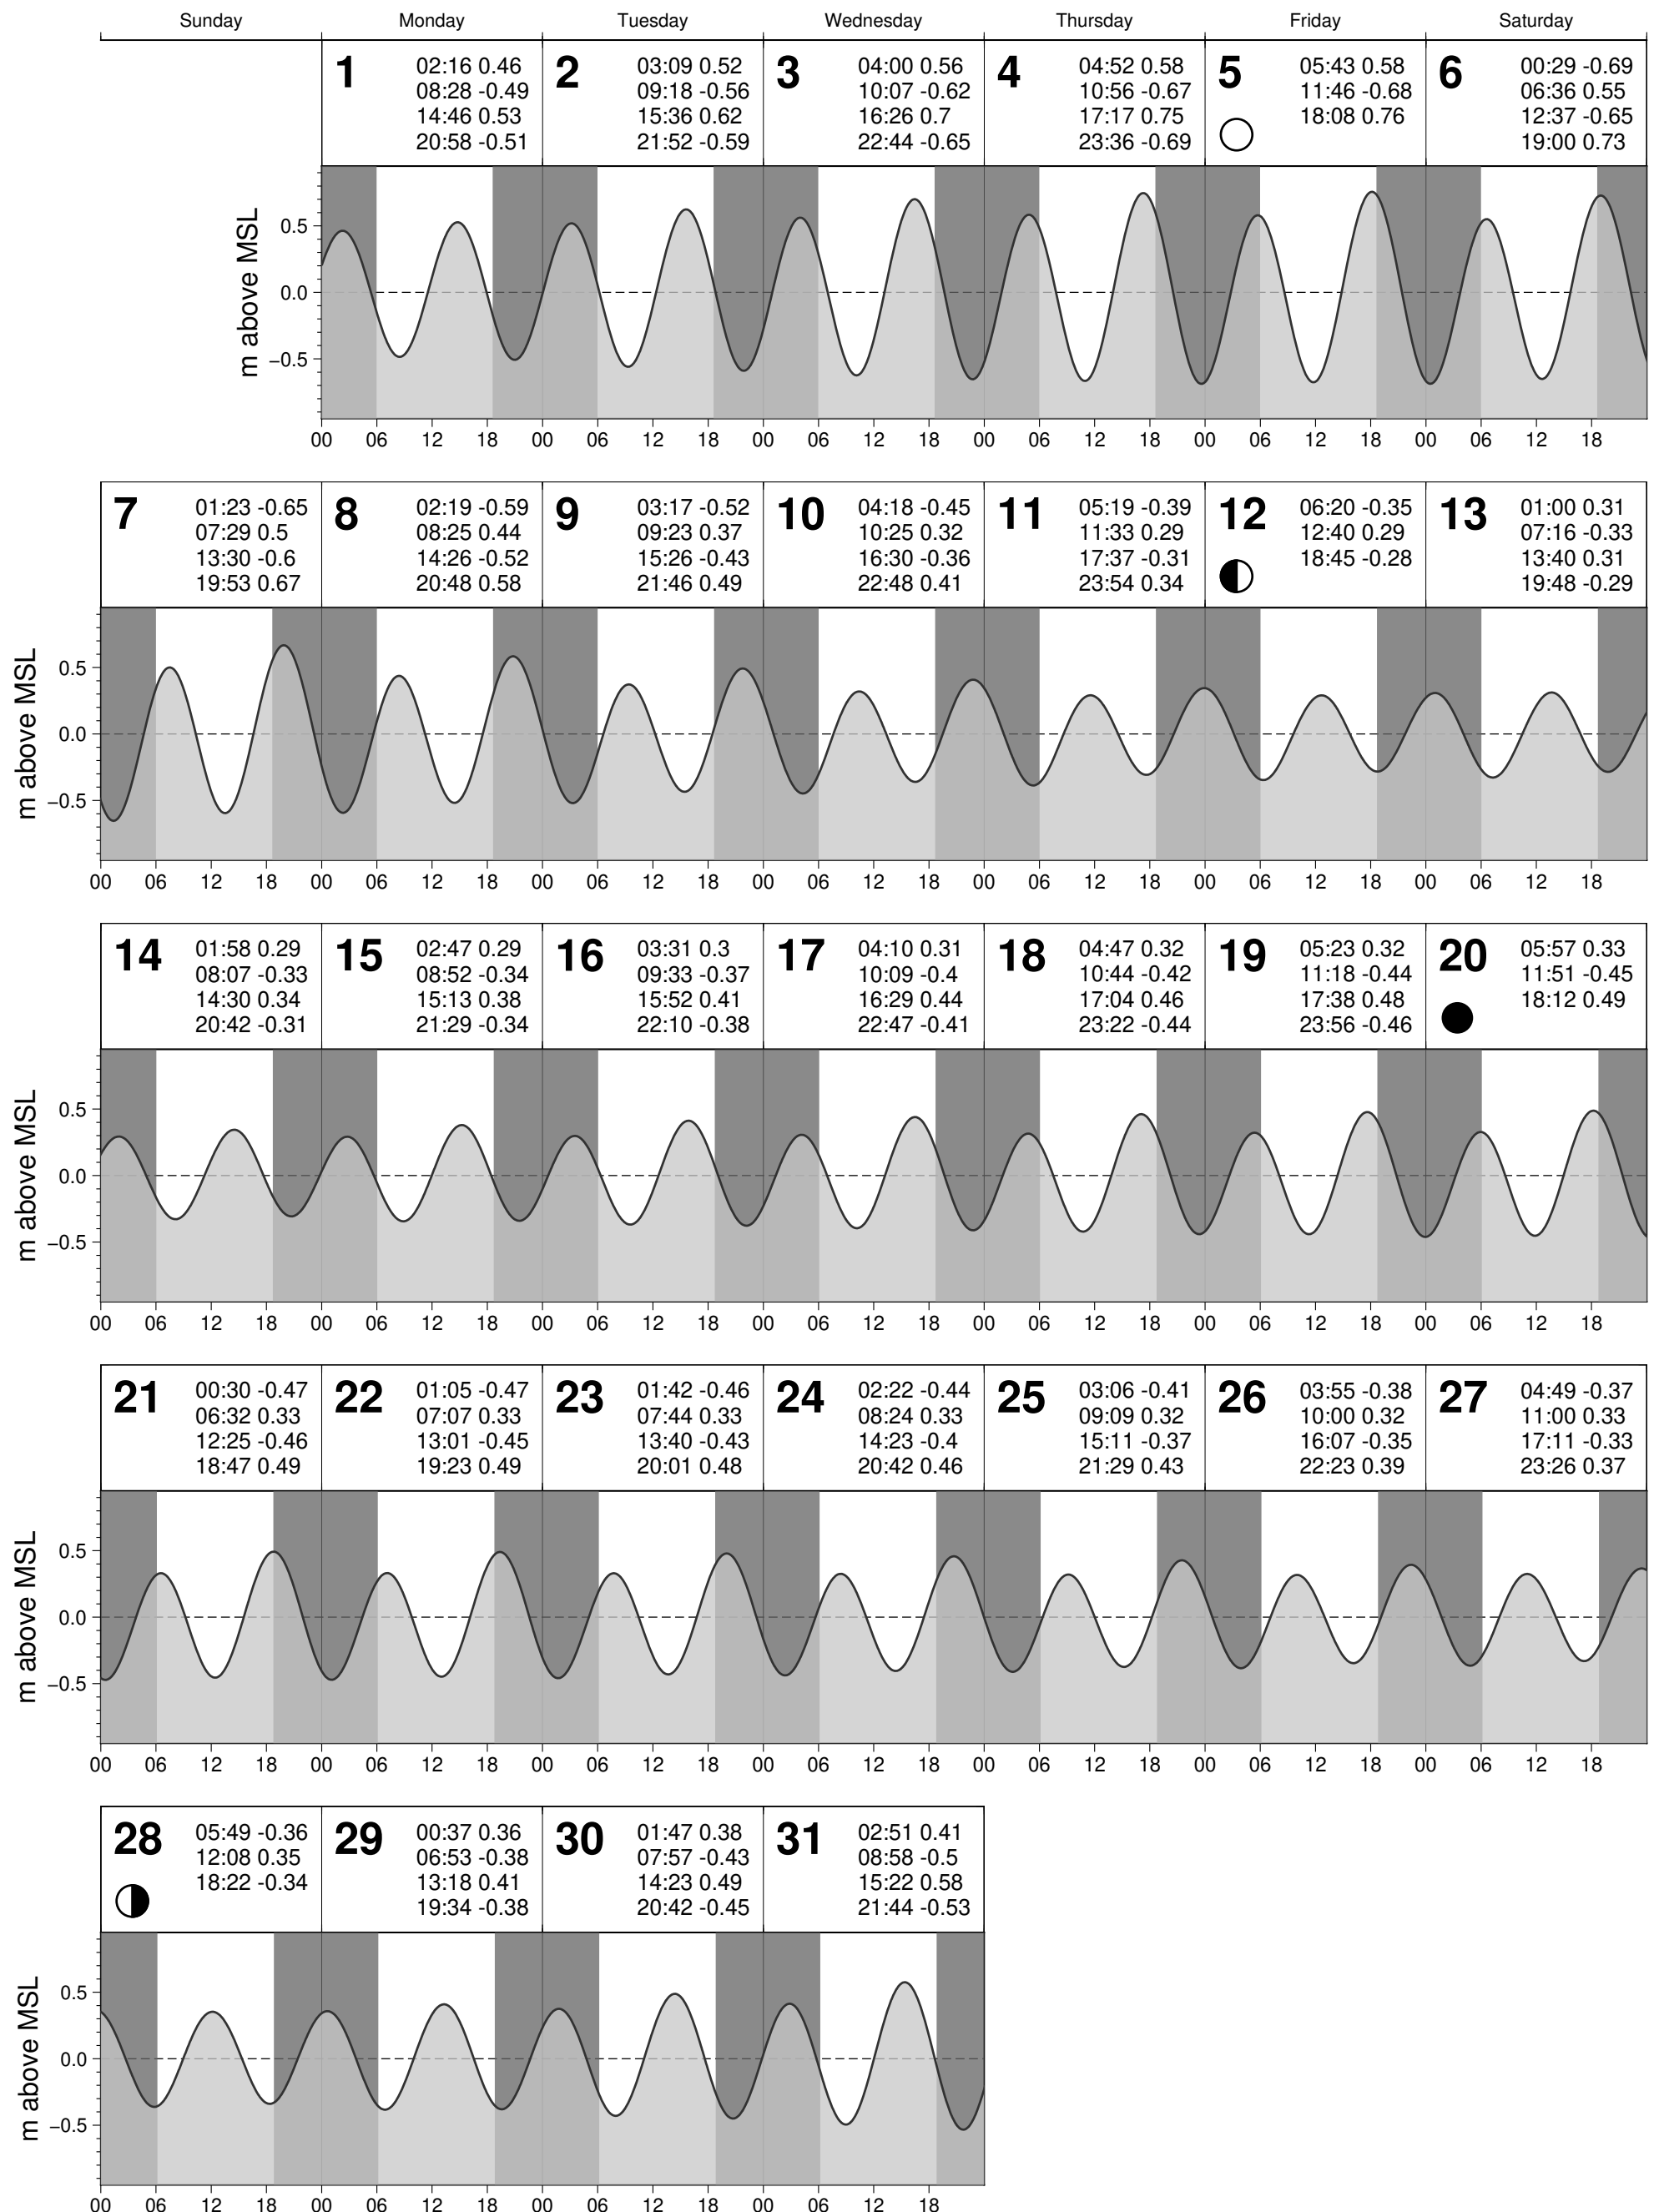 Sunday Monday Tuesday Wednesday Thursday Friday Saturday
1 02:16 0.46
08:28 -0.49
14:46 0.53
20:58 -0.51
2 03:09 0.52
09:18 -0.56
15:36 0.62
21:52 -0.59
3 04:00 0.56
10:07 -0.62
16:26 0.7
22:44 -0.65
4 04:52 0.58
10:56 -0.67
17:17 0.75
23:36 -0.69
5 05:43 0.58
11:46 -0.68
18:08 0.76
6 00:29 -0.69
06:36 0.55
12:37 -0.65
19:00 0.73
m above MSL
0.5
0.0
−0.5
00 06 12 18 00 06 12 18 00 06 12 18 00 06 12 18 00 06 12 18 00 06 12 18
7 01:23 -0.65
07:29 0.5
13:30 -0.6
19:53 0.67
8 02:19 -0.59
08:25 0.44
14:26 -0.52
20:48 0.58
9 03:17 -0.52
09:23 0.37
15:26 -0.43
21:46 0.49
10 04:18 -0.45
10:25 0.32
16:30 -0.36
22:48 0.41
11 05:19 -0.39
11:33 0.29
17:37 -0.31
23:54 0.34
12 06:20 -0.35
12:40 0.29
18:45 -0.28
13 01:00 0.31
07:16 -0.33
13:40 0.31
19:48 -0.29
m above MSL
0.5
0.0
−0.5
00 06 12 18 00 06 12 18 00 06 12 18 00 06 12 18 00 06 12 18 00 06 12 18 00 06 12 18
14 01:58 0.29
08:07 -0.33
14:30 0.34
20:42 -0.31
15 02:47 0.29
08:52 -0.34
15:13 0.38
21:29 -0.34
16 03:31 0.3
09:33 -0.37
15:52 0.41
22:10 -0.38
17 04:10 0.31
10:09 -0.4
16:29 0.44
22:47 -0.41
18 04:47 0.32
10:44 -0.42
17:04 0.46
23:22 -0.44
19 05:23 0.32
11:18 -0.44
17:38 0.48
23:56 -0.46
20 05:57 0.33
11:51 -0.45
18:12 0.49
m above MSL
0.5
0.0
−0.5
00 06 12 18 00 06 12 18 00 06 12 18 00 06 12 18 00 06 12 18 00 06 12 18 00 06 12 18
21 00:30 -0.47
06:32 0.33
12:25 -0.46
18:47 0.49
22 01:05 -0.47
07:07 0.33
13:01 -0.45
19:23 0.49
23 01:42 -0.46
07:44 0.33
13:40 -0.43
20:01 0.48
24 02:22 -0.44
08:24 0.33
14:23 -0.4
20:42 0.46
25 03:06 -0.41
09:09 0.32
15:11 -0.37
21:29 0.43
26 03:55 -0.38
10:00 0.32
16:07 -0.35
22:23 0.39
27 04:49 -0.37
11:00 0.33
17:11 -0.33
23:26 0.37
m above MSL
0.5
0.0
−0.5
00 06 12 18 00 06 12 18 00 06 12 18 00 06 12 18 00 06 12 18 00 06 12 18 00 06 12 18
28 05:49 -0.36
12:08 0.35
18:22 -0.34
29 00:37 0.36
06:53 -0.38
13:18 0.41
19:34 -0.38
30 01:47 0.38
07:57 -0.43
14:23 0.49
20:42 -0.45
31 02:51 0.41
08:58 -0.5
15:22 0.58
21:44 -0.53
m above MSL
0.5
0.0
−0.5
00 06 12 18 00 06 12 18 00 06 12 18 00 06 12 18